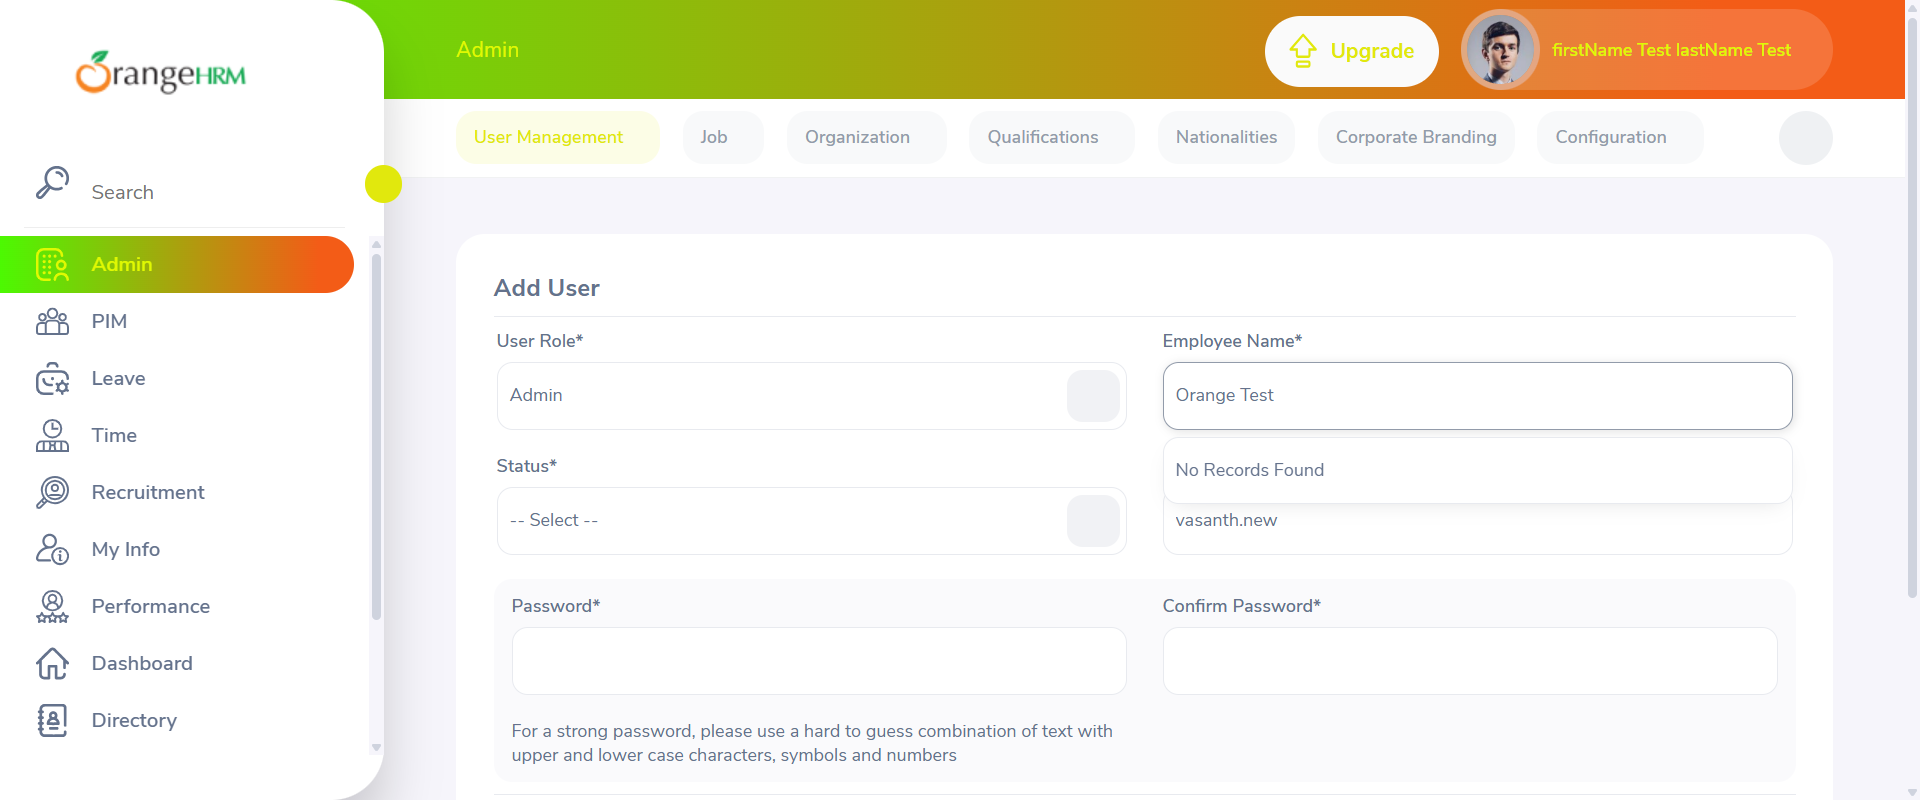 OrangeHRM
Search
Admin
PIM
Leave
Time
Recruitment
My Info
Performance
Dashboard
Directory
Admin
Upgrade
firstName Test lastName Test
User Management
Job
Organization
Qualifications
Nationalities
Corporate Branding
Configuration
Add User
User Role*
Admin
Employee Name*
Orange Test
No Records Found
Status*
-- Select --
vasanth.new
Password*
Confirm Password*
For a strong password, please use a hard to guess combination of text with
upper and lower case characters, symbols and numbers